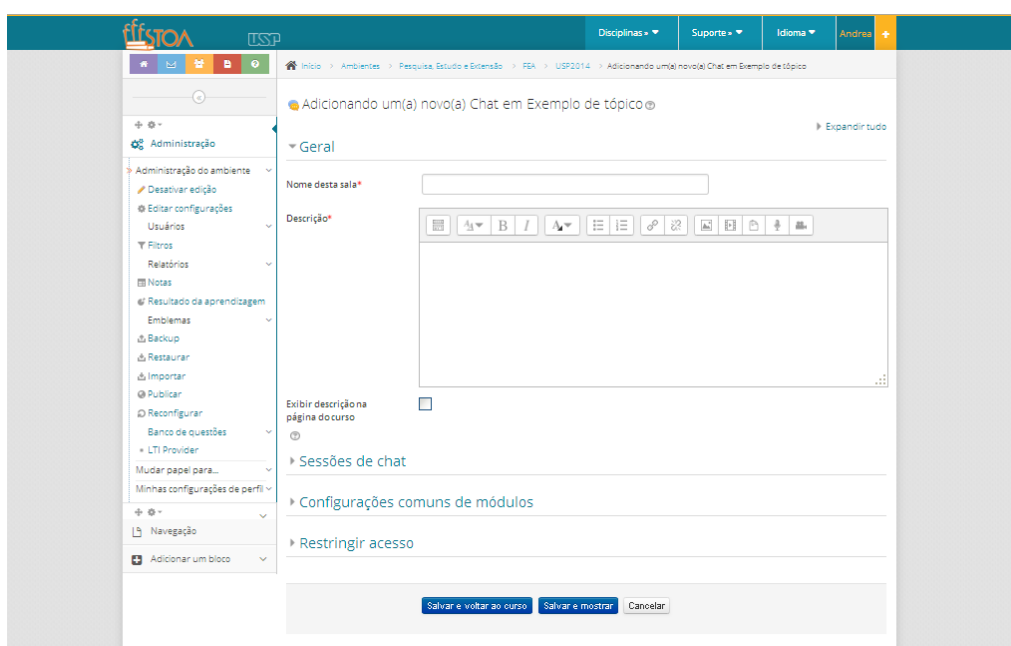 fffSTOA USP Disciplinas » Suporte » Idioma Andrea +
Início > Ambientes > Pesquisa, Estudo e Extensão > FEA > USP2014 > Adicionando um(a) novo(a) Chat em Exemplo de tópico
Adicionando um(a) novo(a) Chat em Exemplo de tópico
Expandir tudo
Administração
Administração do ambiente
Desativar edição
Editar configurações
Usuários
Filtros
Relatórios
Notas
Resultado da aprendizagem
Emblemas
Backup
Restaurar
Importar
Publicar
Reconfigurar
Banco de questões
LTI Provider
Mudar papel para...
Minhas configurações de perfil
Navegação
Adicionar um bloco
Geral
Nome desta sala*
Descrição*
B I
Exibir descrição na
página do curso
Sessões de chat
Configurações comuns de módulos
Restringir acesso
Salvar e voltar ao curso Salvar e mostrar Cancelar